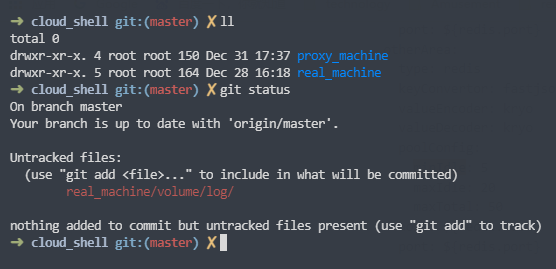 ➜ cloud_shell git:(master) ✗ ll
total 0
drwxr-xr-x. 4 root root 150 Dec 31 17:37 proxy_machine
drwxr-xr-x. 5 root root 164 Dec 28 16:18 real_machine
➜ cloud_shell git:(master) ✗ git status
On branch master
Your branch is up to date with 'origin/master'.

Untracked files:
  (use "git add <file>..." to include in what will be committed)
        real_machine/volume/log/

nothing added to commit but untracked files present (use "git add" to track)
➜ cloud_shell git:(master) ✗